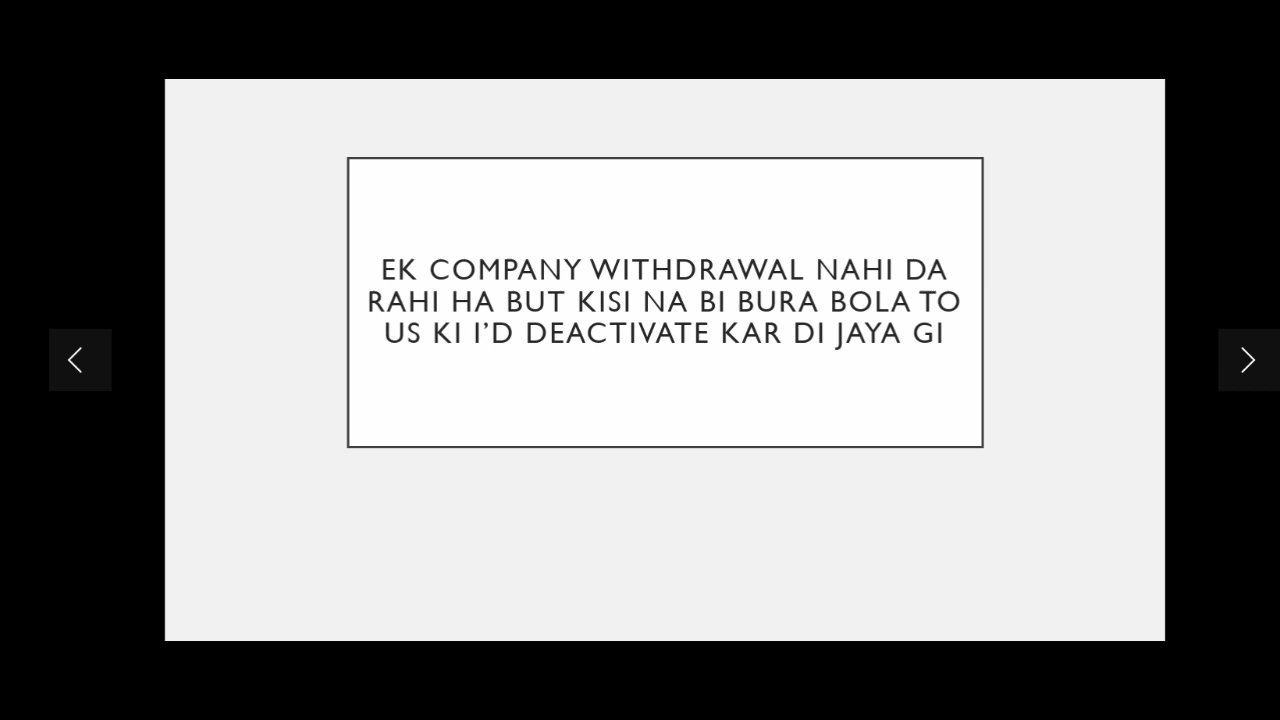 EK COMPANY WITHDRAWAL NAHI DA
RAHI HA BUT KISI NA BI BURA BOLA TO
US KI I’D DEACTIVATE KAR DI JAYA GI